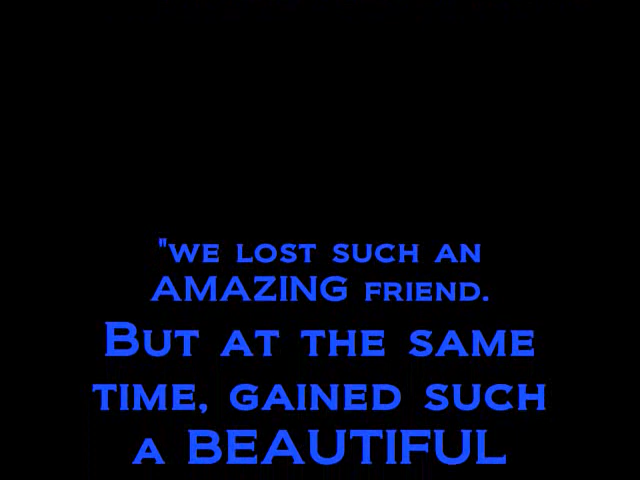 "we lost such an
AMAZING friend.
But at the same
time, gained such
a BEAUTIFUL